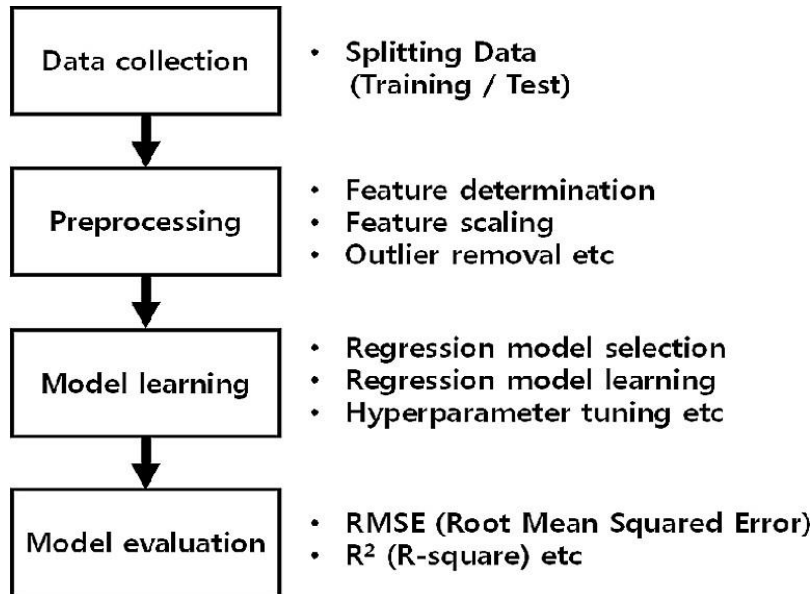 Data collection
• Splitting Data
(Training / Test)
Preprocessing
• Feature determination
• Feature scaling
• Outlier removal etc
Model learning
• Regression model selection
• Regression model learning
• Hyperparameter tuning etc
Model evaluation
• RMSE (Root Mean Squared Error)
• R² (R-square) etc